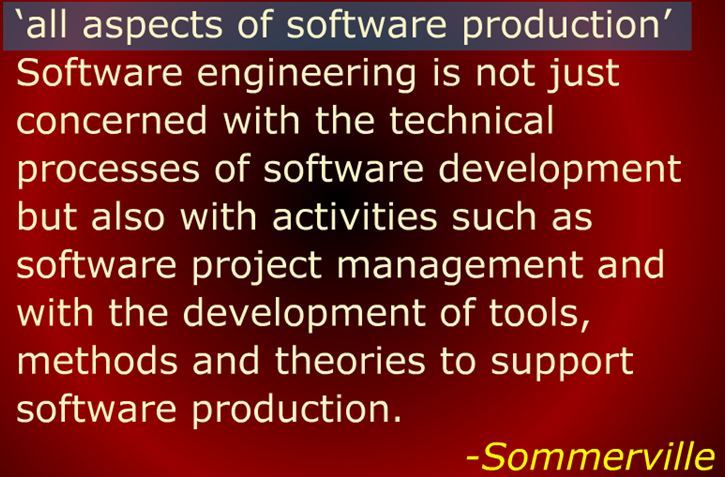 ‘all aspects of software production’
Software engineering is not just
concerned with the technical
processes of software development
but also with activities such as
software project management and
with the development of tools,
methods and theories to support
software production.
-Sommerville